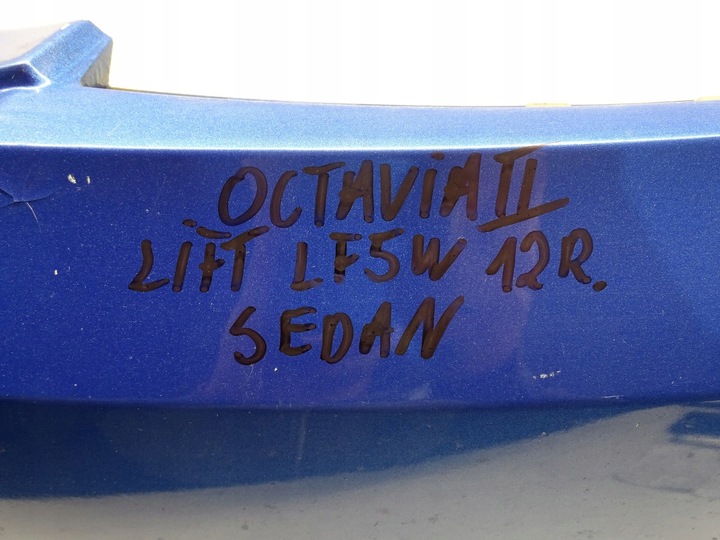 OCTAVIA II
LIFT LF5W 12R.
SEDAN